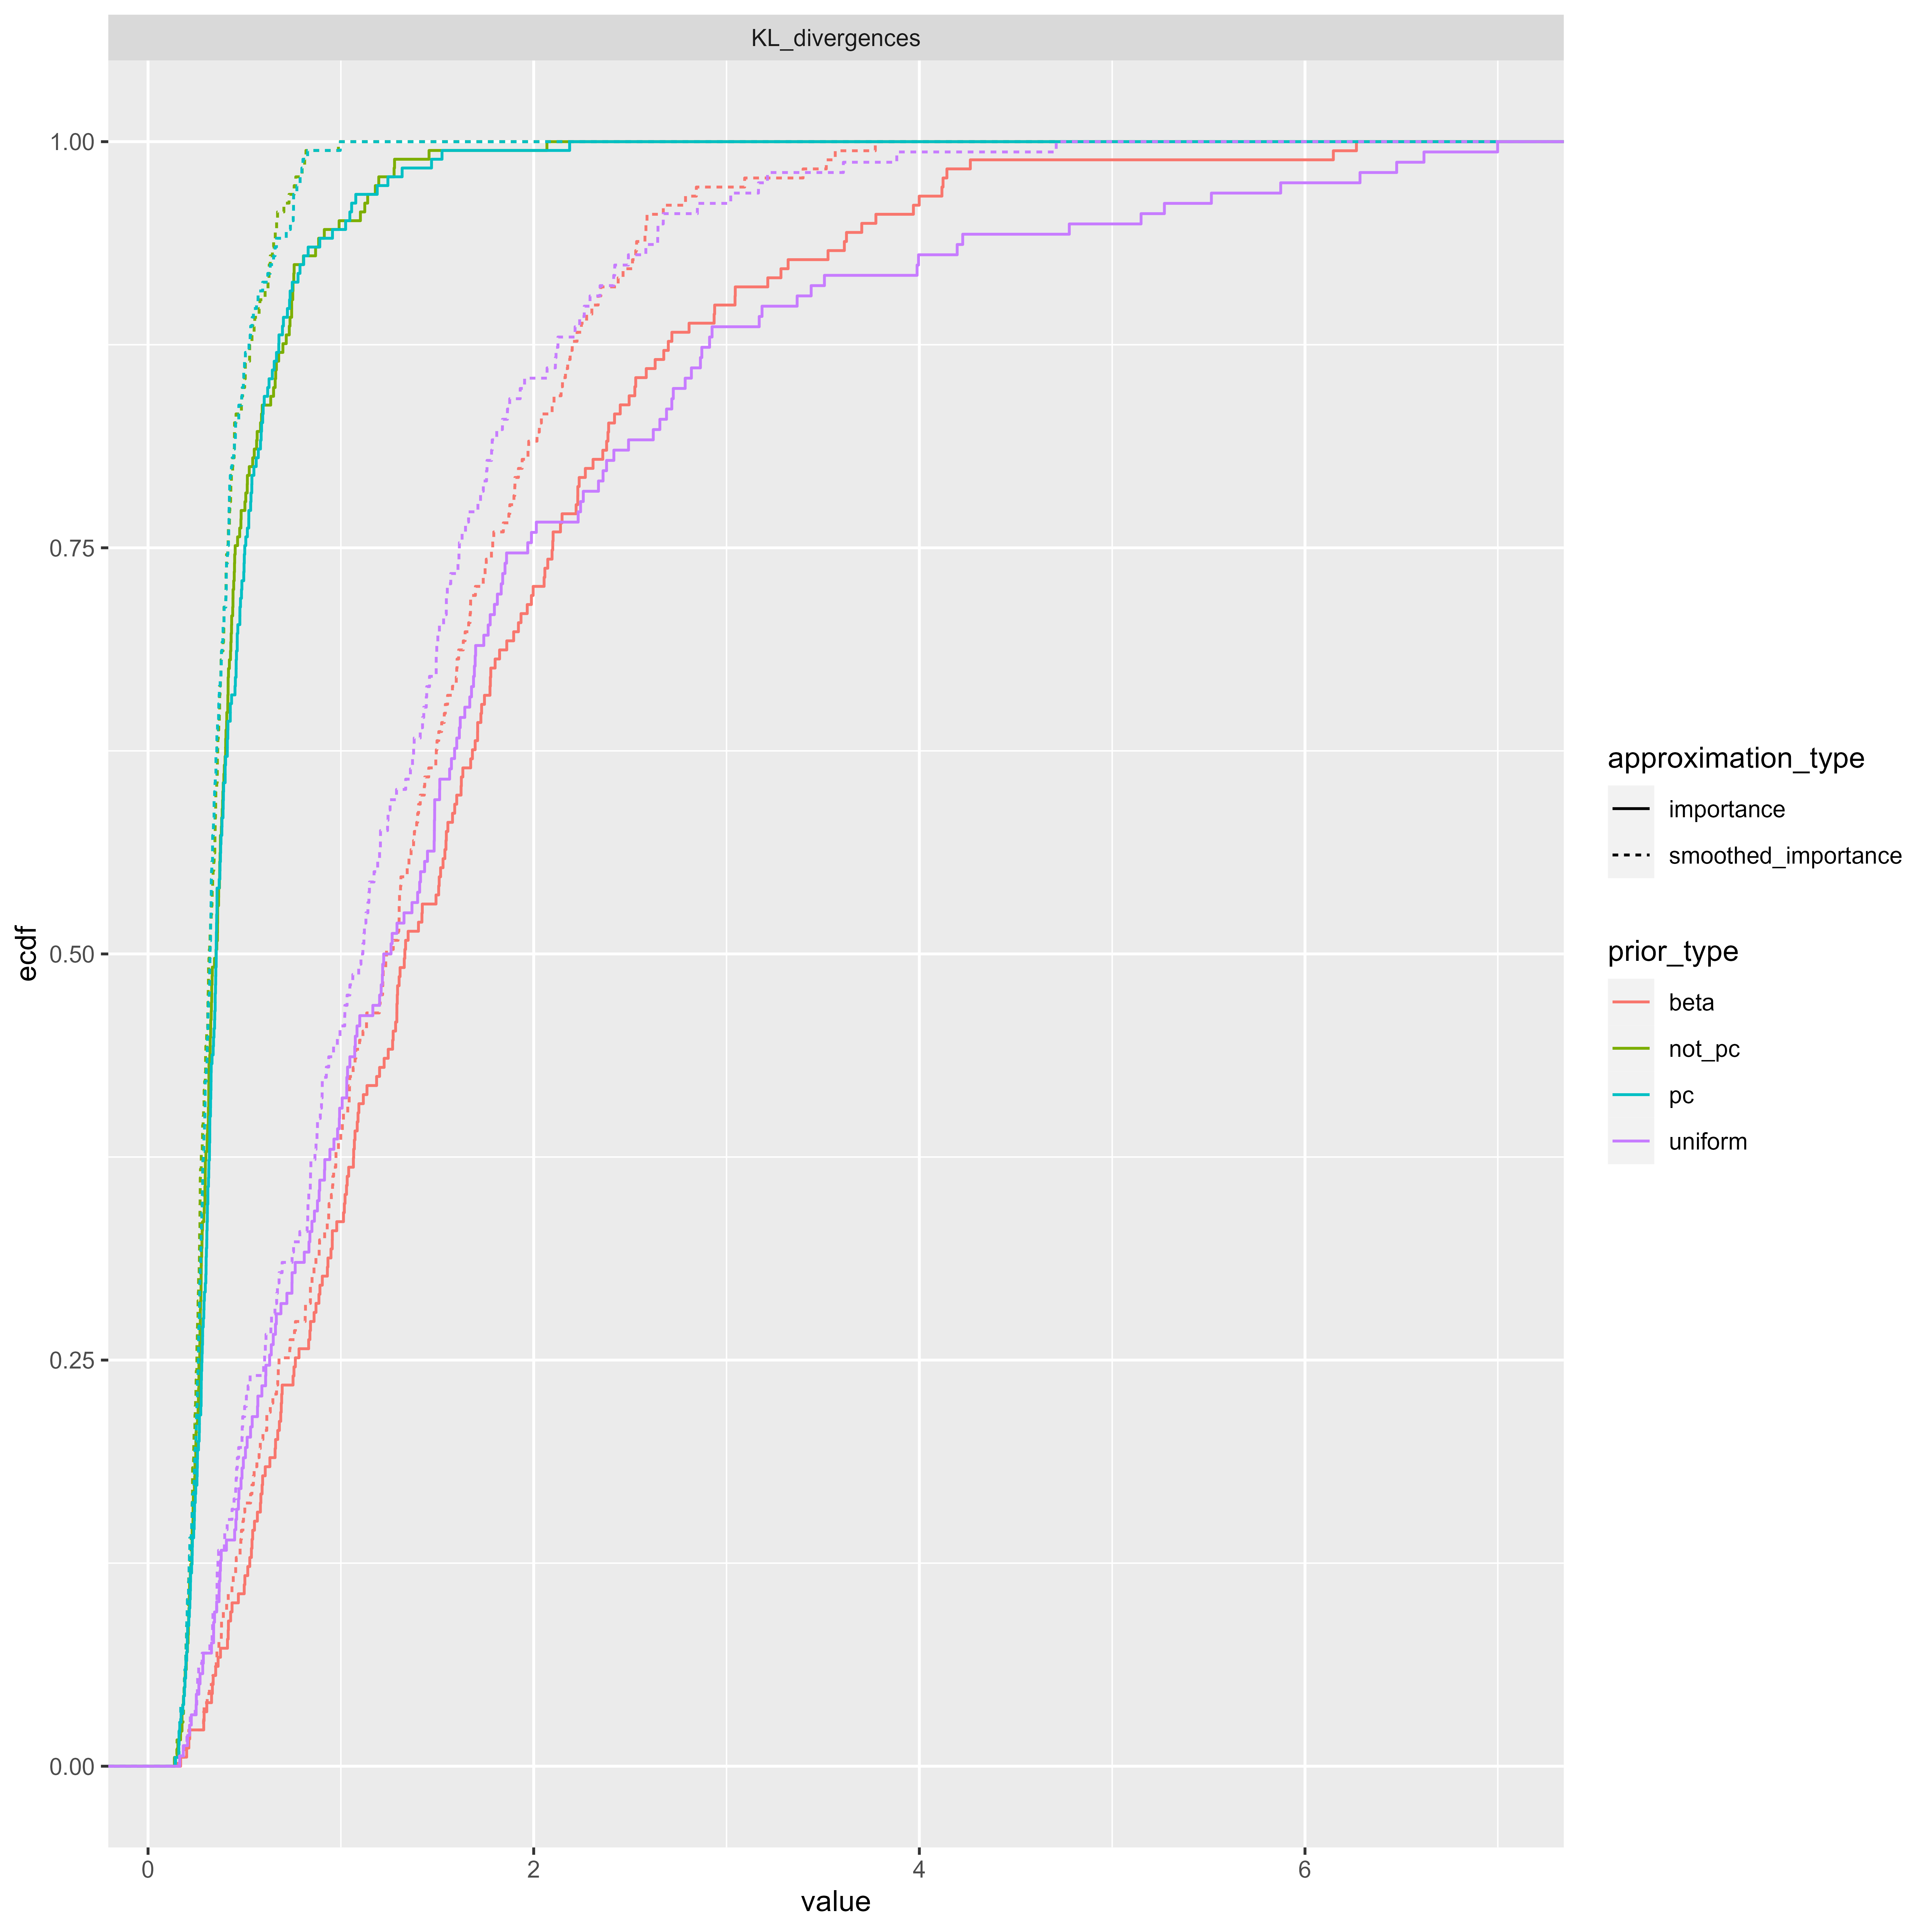 KL_divergences
1.00
0.75
0.50
0.25
0.00
ecdf
0
2
4
6
value
approximation_type
importance
smoothed_importance
prior_type
beta
not_pc
pc
uniform